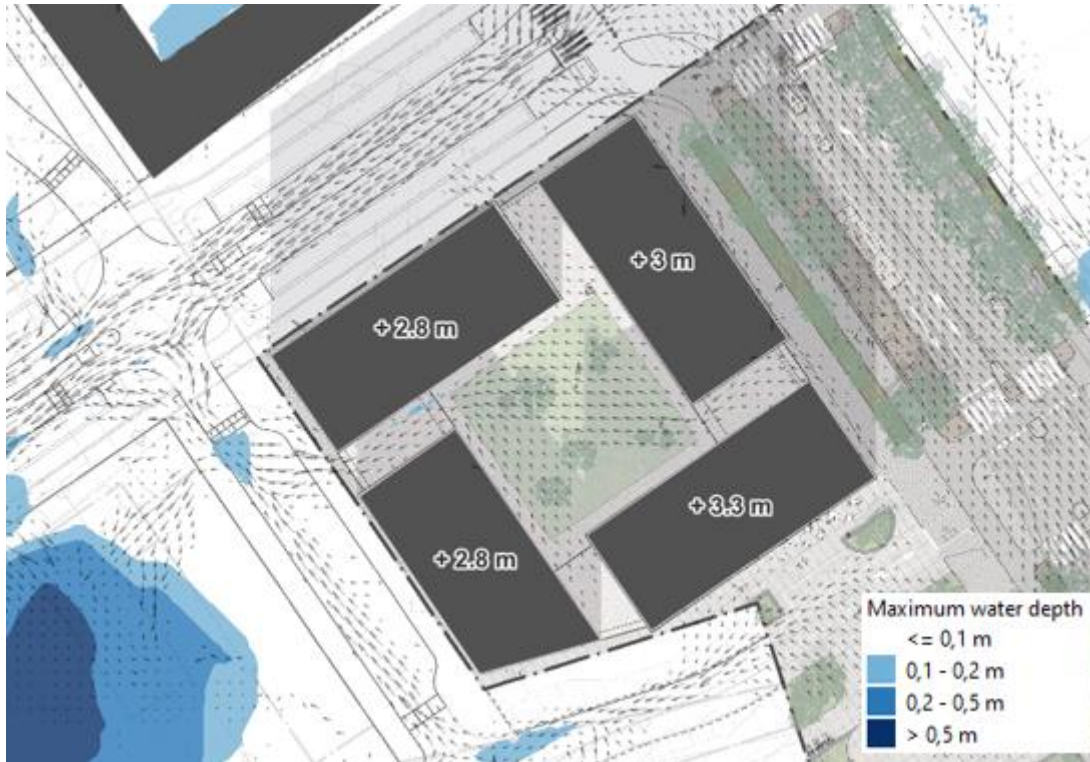 + 3 m
+ 2.8 m
+ 3.3 m
+ 2.8 m
Maximum water depth
<= 0,1 m
0,1 - 0,2 m
0,2 - 0,5 m
> 0,5 m